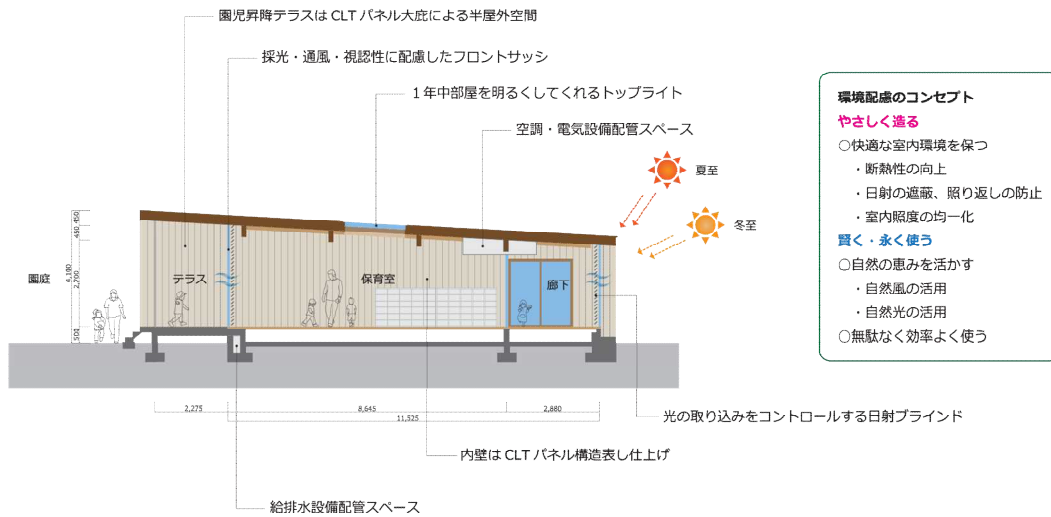 園児昇降テラスは CLT パネル大庇による半屋外空間
採光・通風・視認性に配慮したフロントサッシ
1年中部屋を明るくしてくれるトップライト
空調・電気設備配管スペース
夏至
冬至
環境配慮のコンセプト
やさしく造る
○快適な室内環境を保つ
・断熱性の向上
・日射の遮蔽、照り返しの防止
・室内照度の均一化
賢く・永く使う
○自然の恵みを活かす
・自然風の活用
・自然光の活用
○無駄なく効率よく使う
450
4,100
2,700
園庭
テラス
保育室
廊下
2,275
8,645
2,880
11,525
光の取り込みをコントロールする日射ブラインド
内壁は CLT パネル構造表し仕上げ
給排水設備配管スペース